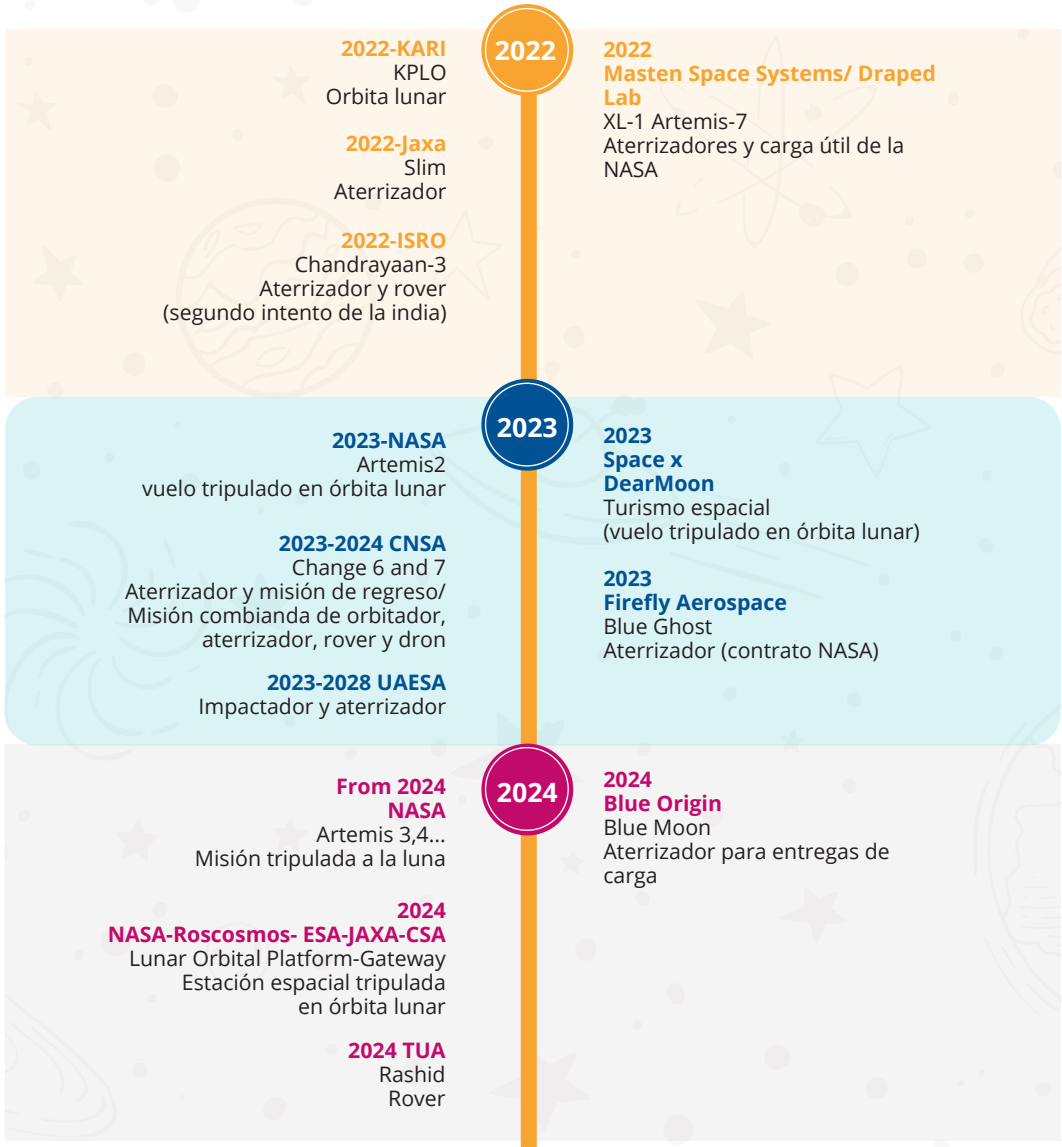 2022
2022-KARI
KPLO
Orbita lunar
2022-Jaxa
Slim
Aterrizador
2022-ISRO
Chandrayaan-3
Aterrizador y rover
(segundo intento de la india)
2022
Masten Space Systems/ Draped
Lab
XL-1 Artemis-7
Aterrizadores y carga útil de la
NASA
2023
2023-NASA
Artemis2
vuelo tripulado en órbita lunar
2023-2024 CNSA
Change 6 and 7
Aterrizador y misión de regreso/
Misión combianda de orbitador,
aterrizador, rover y dron
2023-2028 UAESA
Impactador y aterrizador
2023
Space x
DearMoon
Turismo espacial
(vuelo tripulado en órbita lunar)
2023
Firefly Aerospace
Blue Ghost
Aterrizador (contrato NASA)
2024
From 2024
NASA
Artemis 3,4...
Misión tripulada a la luna
2024
NASA-Roscosmos- ESA-JAXA-CSA
Lunar Orbital Platform-Gateway
Estación espacial tripulada
en órbita lunar
2024 TUA
Rashid
Rover
2024
Blue Origin
Blue Moon
Aterrizador para entregas de
carga